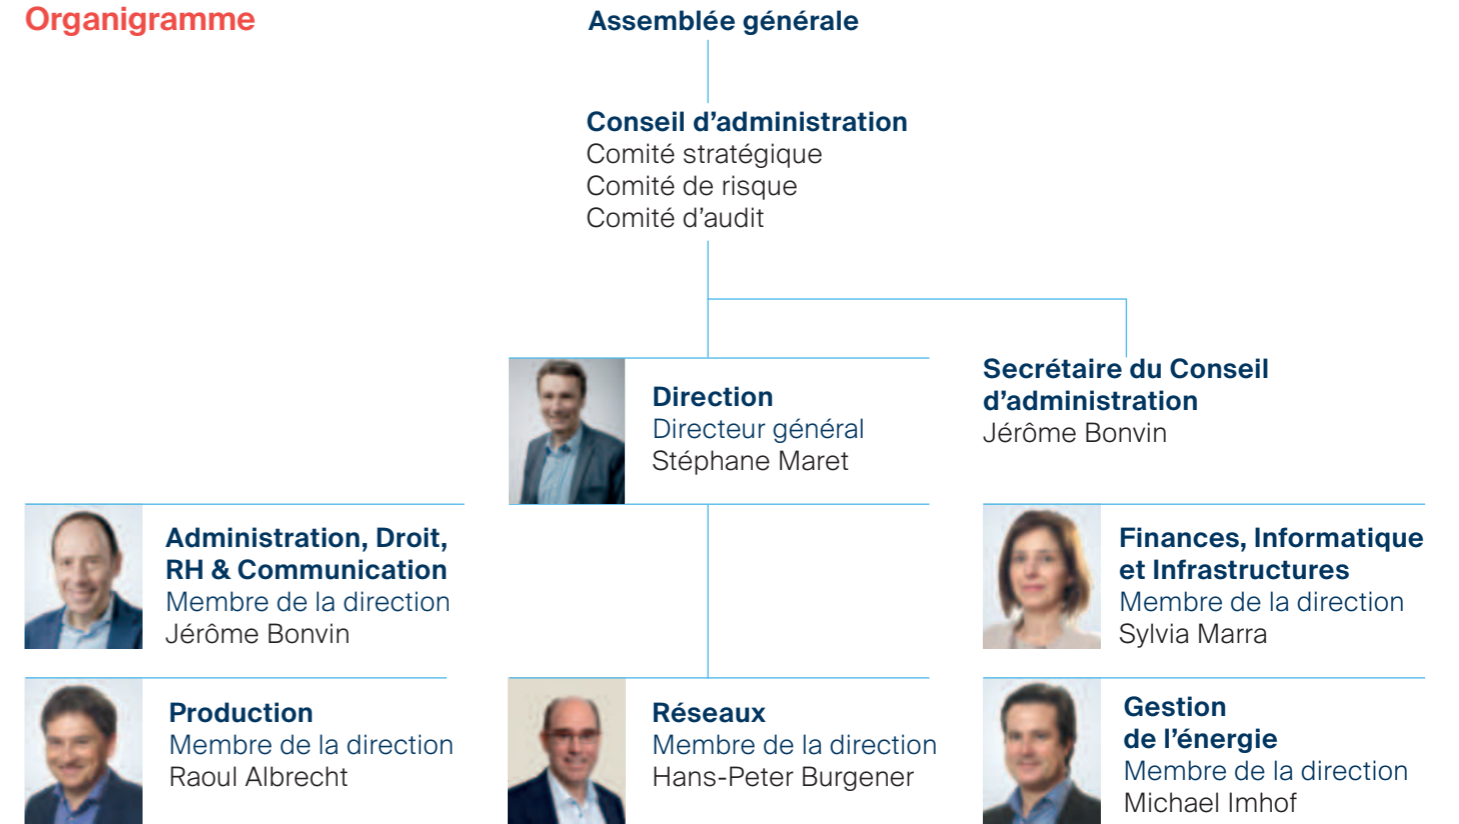 Organigramme
Assemblée générale
Conseil d’administration
Comité stratégique
Comité de risque
Comité d’audit
Direction
Directeur général
Stéphane Maret
Secrétaire du Conseil
d’administration
Jérôme Bonvin
Administration, Droit,
RH & Communication
Membre de la direction
Jérôme Bonvin
Finances, Informatique
et Infrastructures
Membre de la direction
Sylvia Marra
Production
Membre de la direction
Raoul Albrecht
Réseaux
Membre de la direction
Hans-Peter Burgener
Gestion
de l’énergie
Membre de la direction
Michael Imhof